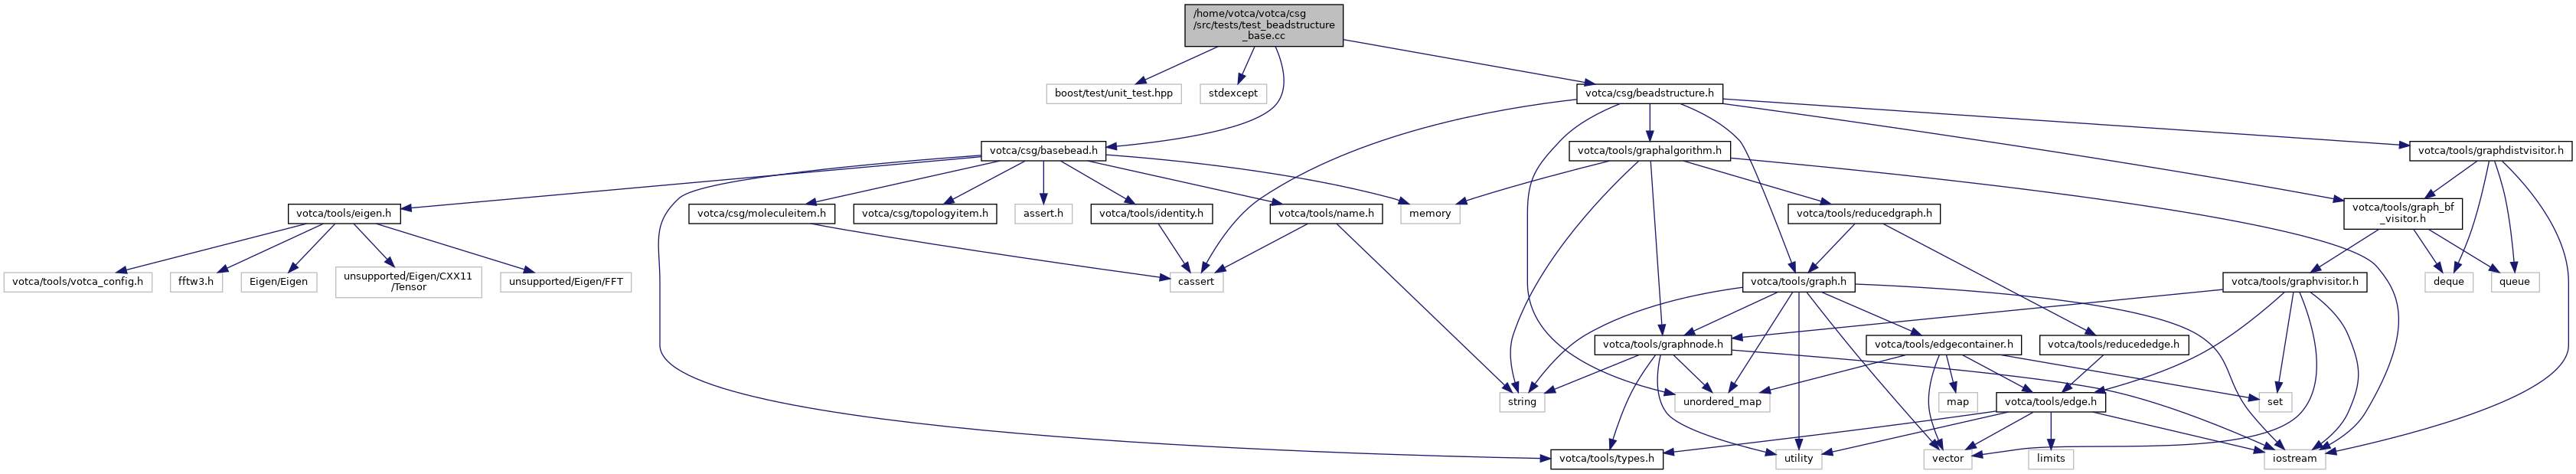 /home/votca/votca/csg
/src/tests/test_beadstructure
_base.cc
boost/test/unit_test.hpp
stdexcept
votca/csg/beadstructure.h
votca/csg/basebead.h
votca/tools/graphalgorithm.h
votca/tools/graphdistvisitor.h
votca/tools/eigen.h
votca/csg/moleculeitem.h
votca/csg/topologyitem.h
assert.h
votca/tools/identity.h
votca/tools/name.h
memory
votca/tools/reducedgraph.h
votca/tools/graph_bf
_visitor.h
votca/tools/votca_config.h
fftw3.h
Eigen/Eigen
unsupported/Eigen/CXX11
/Tensor
unsupported/Eigen/FFT
cassert
votca/tools/graph.h
votca/tools/graphvisitor.h
deque
queue
votca/tools/graphnode.h
votca/tools/edgecontainer.h
votca/tools/reducededge.h
string
unordered_map
map
votca/tools/edge.h
set
votca/tools/types.h
utility
vector
limits
iostream